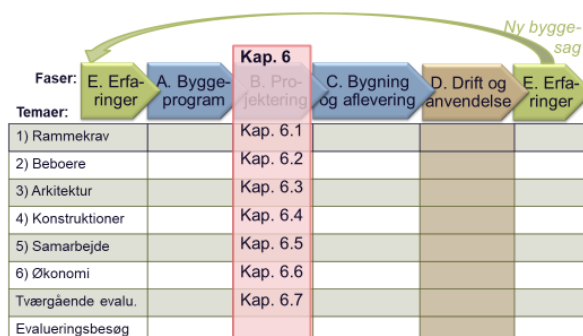 Ny bygge-
sag
Kap. 6
Faser:
E. Erfa-
ringer
A. Bygge-
program
B. Pro-
jektering
C. Bygning
og aflevering
D. Drift og
anvendelse
E. Erfa-
ringer
Temaer:
1) Rammekrav Kap. 6.1
2) Beboere Kap. 6.2
3) Arkitektur Kap. 6.3
4) Konstruktioner Kap. 6.4
5) Samarbejde Kap. 6.5
6) Økonomi Kap. 6.6
Tværgående evalu. Kap. 6.7
Evalueringsbesøg